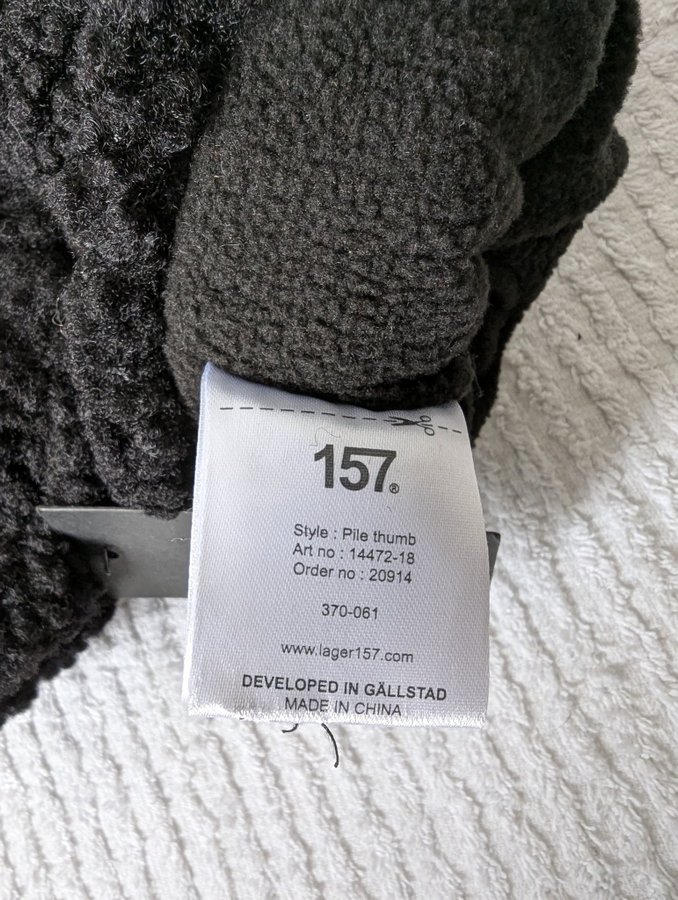 157®
Style : Pile thumb
Art no : 14472-18
Order no : 20914
370-061
www.lager157.com
DEVELOPED IN GÄLLSTAD
MADE IN CHINA